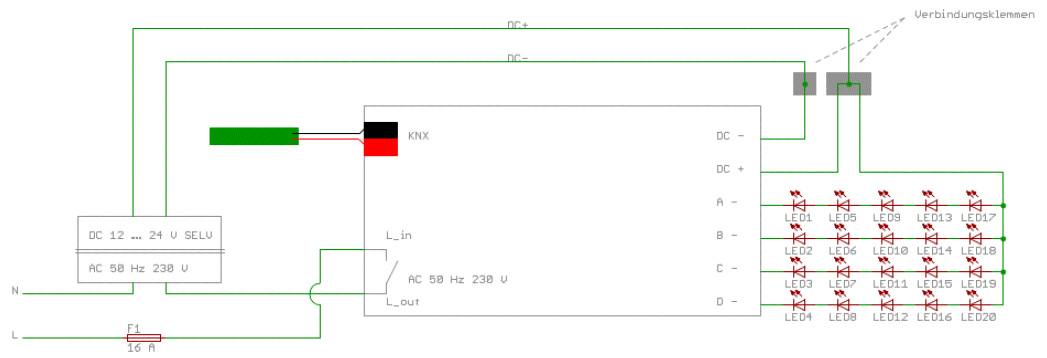 Verbindungsklemmen
DC+
DC-
KNX
DC -
DC +
A -
LED1 LED5 LED9 LED13 LED17
B -
LED2 LED6 LED10 LED14 LED18
C -
LED3 LED7 LED11 LED15 LED19
D -
LED4 LED8 LED12 LED16 LED20
DC 12 … 24 V SELV
AC 50 Hz 230 V
L_in
AC 50 Hz 230 V
L_out
N
L
F1
16 A